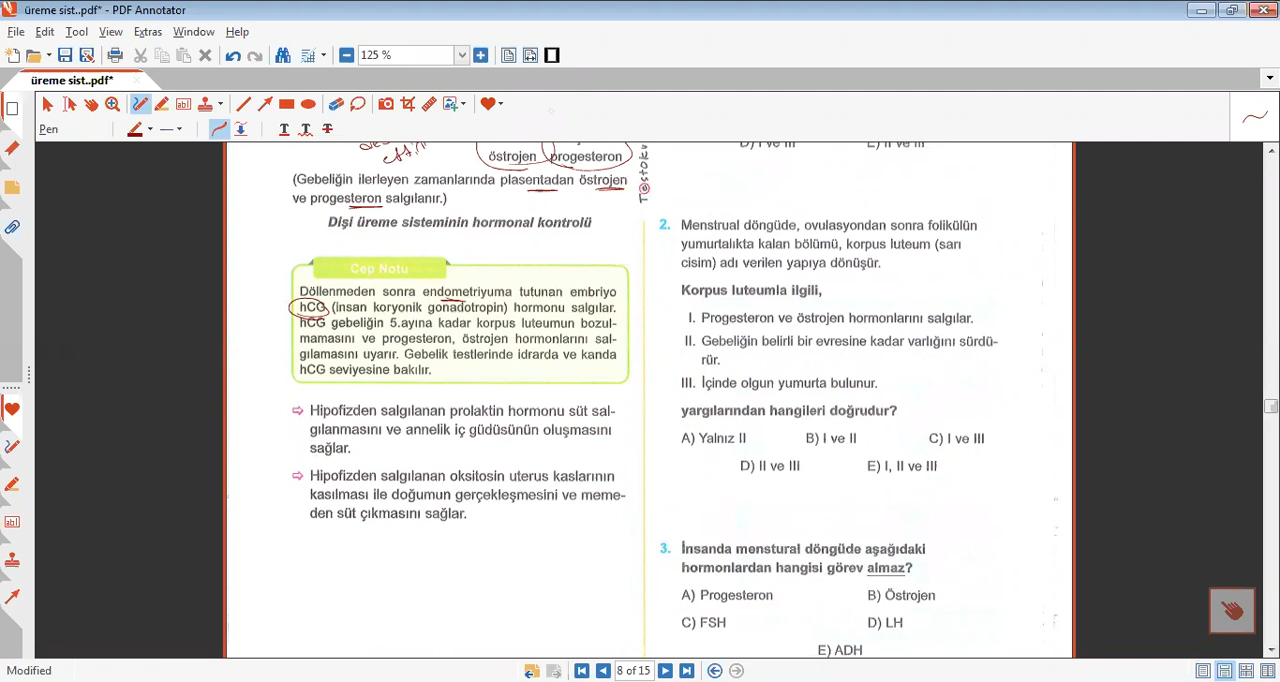 üreme sist..pdf* - PDF Annotator
File Edit Tool View Extras Window Help
125 %
üreme sist..pdf*
Pen
östrojen progesteron
(Gebeliğin ilerleyen zamanlarında plasentadan östrojen
ve progesteron salgılanır.)
Dişi üreme sisteminin hormonal kontrolü
Cep Notu
Döllenmeden sonra endometriyuma tutunan embriyo
hCG (insan koryonik gonadotropin) hormonu salgılar.
hCG gebeliğin 5.ayına kadar korpus luteumun bozul-
mamasını ve progesteron, östrojen hormonlarını sal-
gılamasını uyarır. Gebelik testlerinde idrarda ve kanda
hCG seviyesine bakılır.
⇨ Hipofizden salgılanan prolaktin hormonu süt sal-
gılanmasını ve annelik iç güdüsünün oluşmasını
sağlar.
⇨ Hipofizden salgılanan oksitosin uterus kaslarının
kasılması ile doğumun gerçekleşmesini ve meme-
den süt çıkmasını sağlar.
Testoku
D) I ve III E) II ve III
2. Menstrual döngüde, ovulasyondan sonra folikülün
yumurtalıkta kalan bölümü, korpus luteum (sarı
cisim) adı verilen yapıya dönüşür.
Korpus luteumla ilgili,
I. Progesteron ve östrojen hormonlarını salgılar.
II. Gebeliğin belirli bir evresine kadar varlığını sürdü-
rür.
III. İçinde olgun yumurta bulunur.
yargılarından hangileri doğrudur?
A) Yalnız II B) I ve II C) I ve III
D) II ve III E) I, II ve III
3. İnsanda menstural döngüde aşağıdaki
hormonlardan hangisi görev almaz?
A) Progesteron B) Östrojen
C) FSH D) LH
E) ADH
Modified
8 of 15